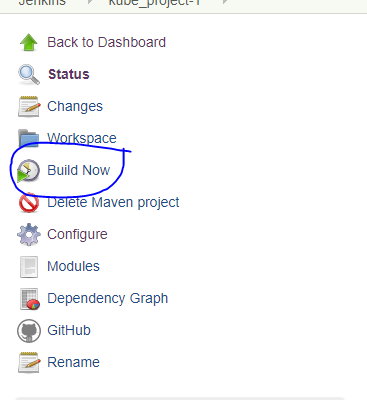 Jenkins kube_project-1
Back to Dashboard
Status
Changes
Workspace
Build Now
Delete Maven project
Configure
Modules
Dependency Graph
GitHub
Rename